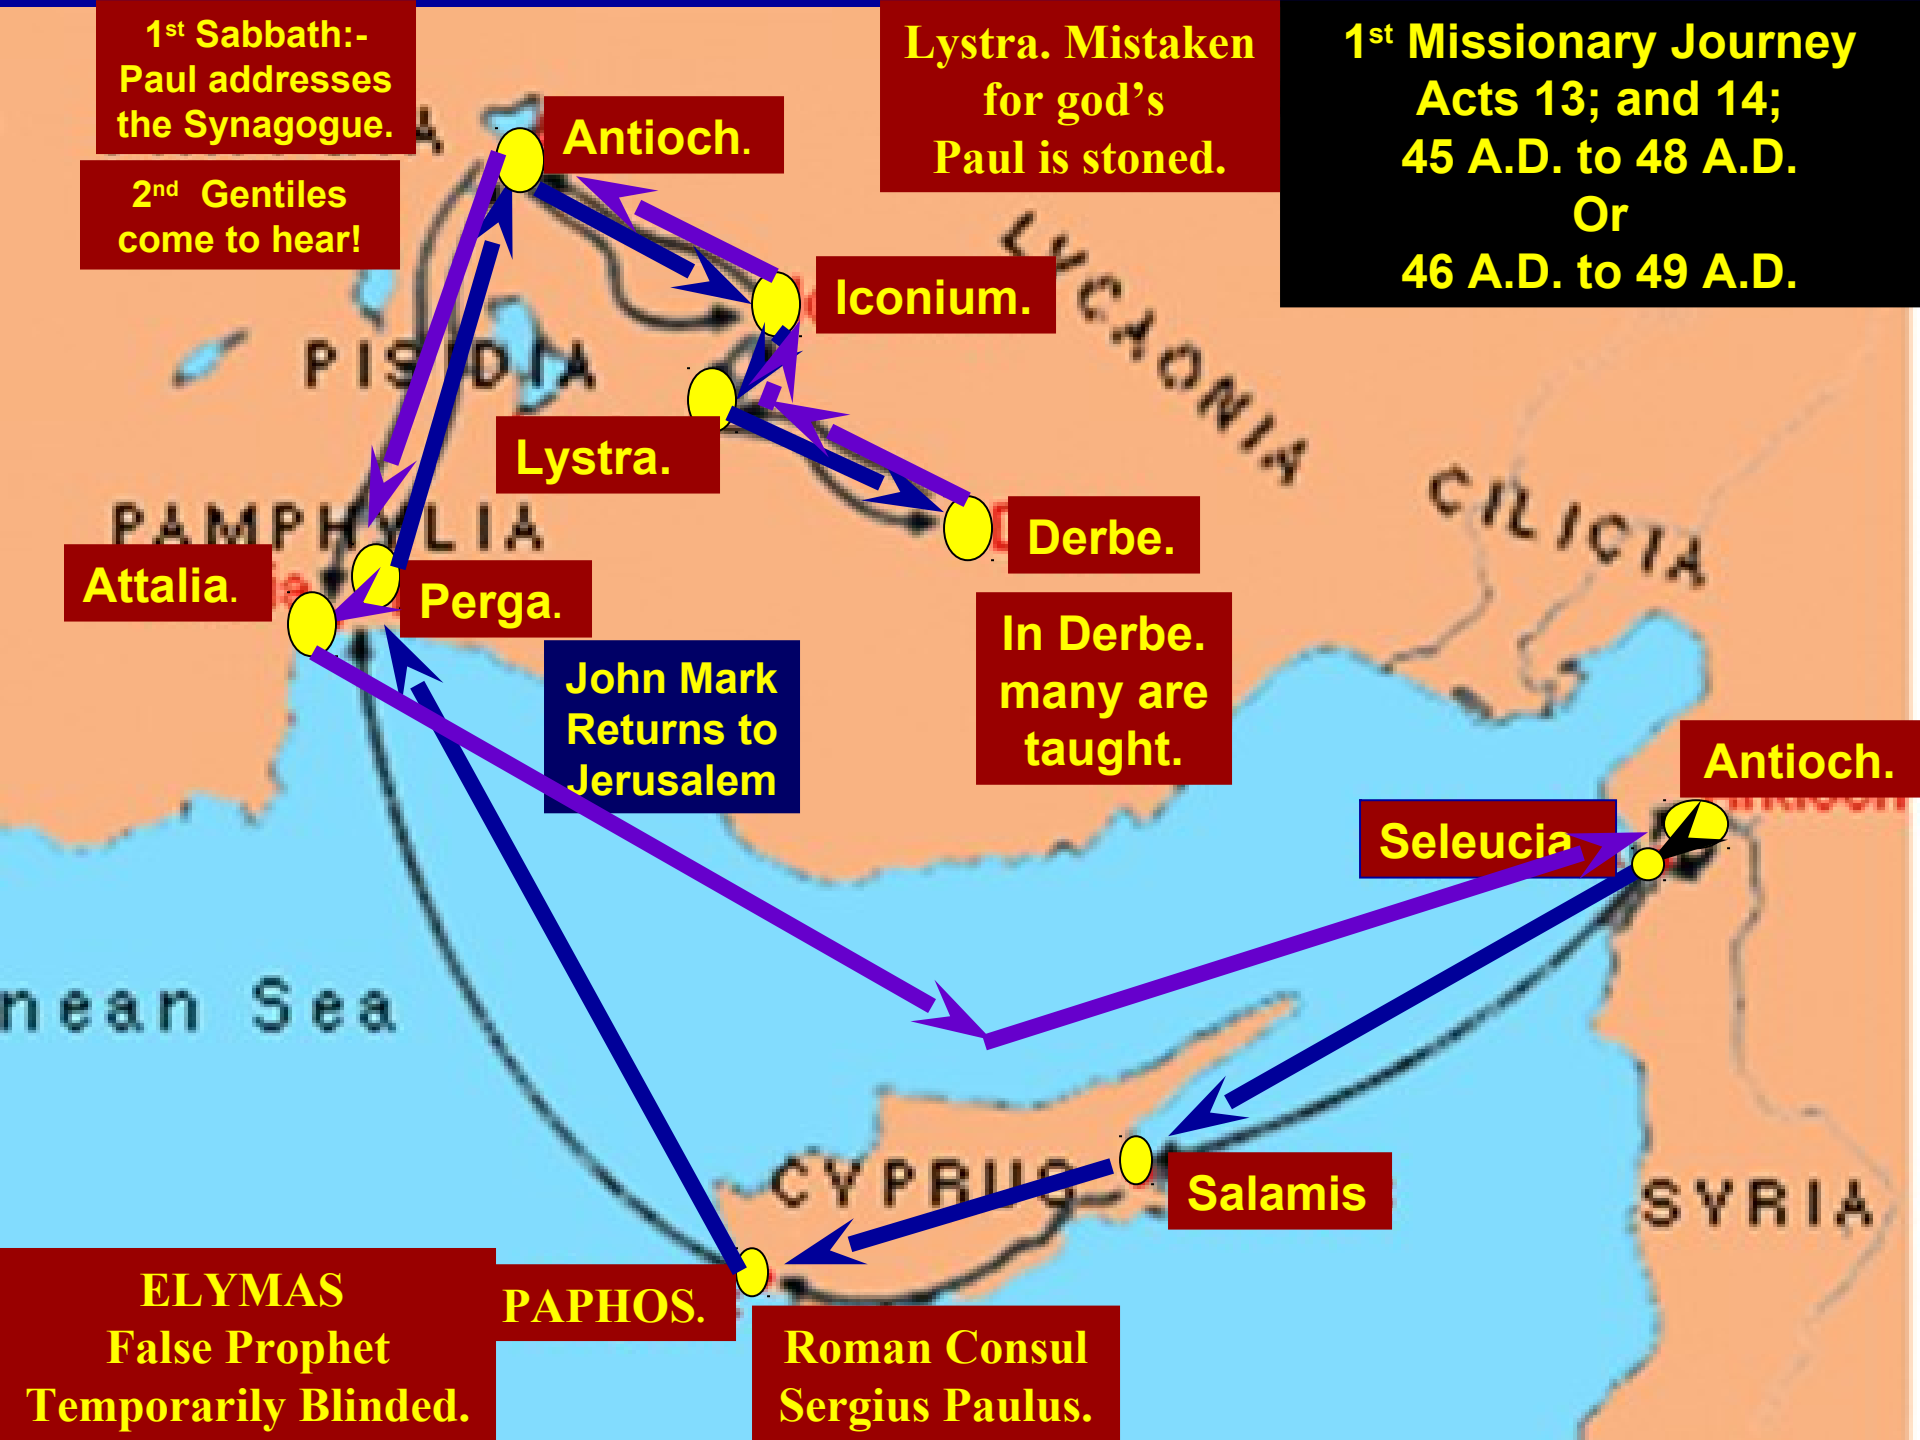 1st Sabbath:-
Paul addresses
the Synagogue.
2nd Gentiles
come to hear!
Antioch.
Lystra. Mistaken
for god’s
Paul is stoned.
1st Missionary Journey
Acts 13; and 14;
45 A.D. to 48 A.D.
Or
46 A.D. to 49 A.D.
Iconium.
LYCAONIA
PISIDIA
Lystra.
CILICIA
PAMPHYLIA
Derbe.
Attalia.
Perga.
In Derbe.
many are
taught.
John Mark
Returns to
Jerusalem
Antioch.
Seleucia
nean Sea
CYPRUS
Salamis
SYRIA
ELYMAS
False Prophet
Temporarily Blinded.
PAPHOS.
Roman Consul
Sergius Paulus.